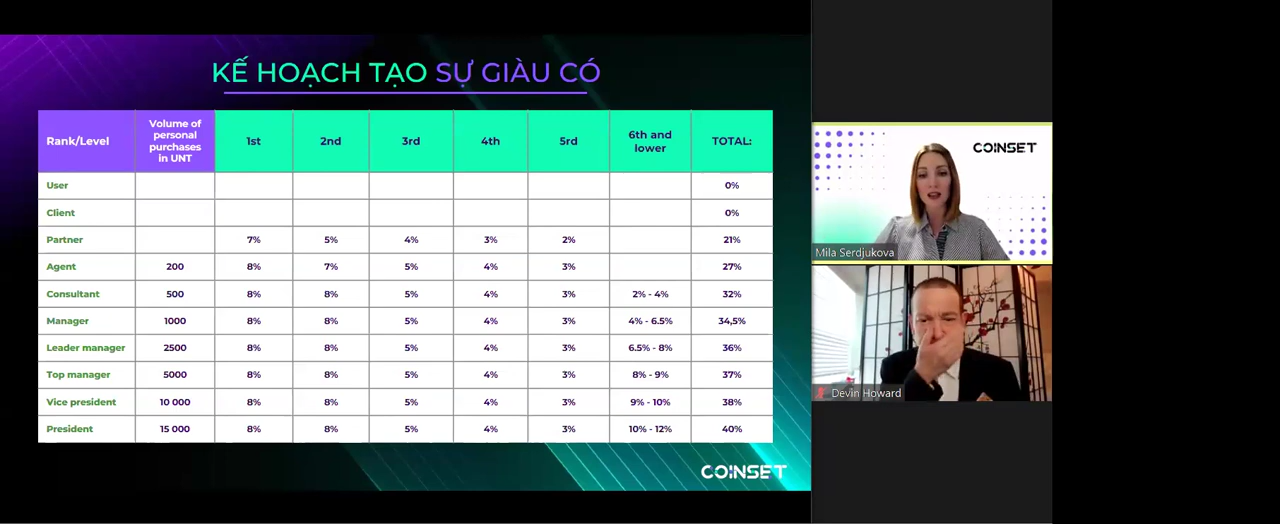 KẾ HOẠCH TẠO SỰ GIÀU CÓ
Rank/Level Volume of personal purchases in UNT 1st 2nd 3rd 4th 5rd 6th and lower TOTAL:
User 0%
Client 0%
Partner 7% 5% 4% 3% 2% 21%
Agent 200 8% 7% 5% 4% 3% 27%
Consultant 500 8% 8% 5% 4% 3% 2% - 4% 32%
Manager 1000 8% 8% 5% 4% 3% 4% - 6.5% 34,5%
Leader manager 2500 8% 8% 5% 4% 3% 6.5% - 8% 36%
Top manager 5000 8% 8% 5% 4% 3% 8% - 9% 37%
Vice president 10 000 8% 8% 5% 4% 3% 9% - 10% 38%
President 15 000 8% 8% 5% 4% 3% 10% - 12% 40%
COINSET
COINSET
Mila Serdjukova
Devin Howard